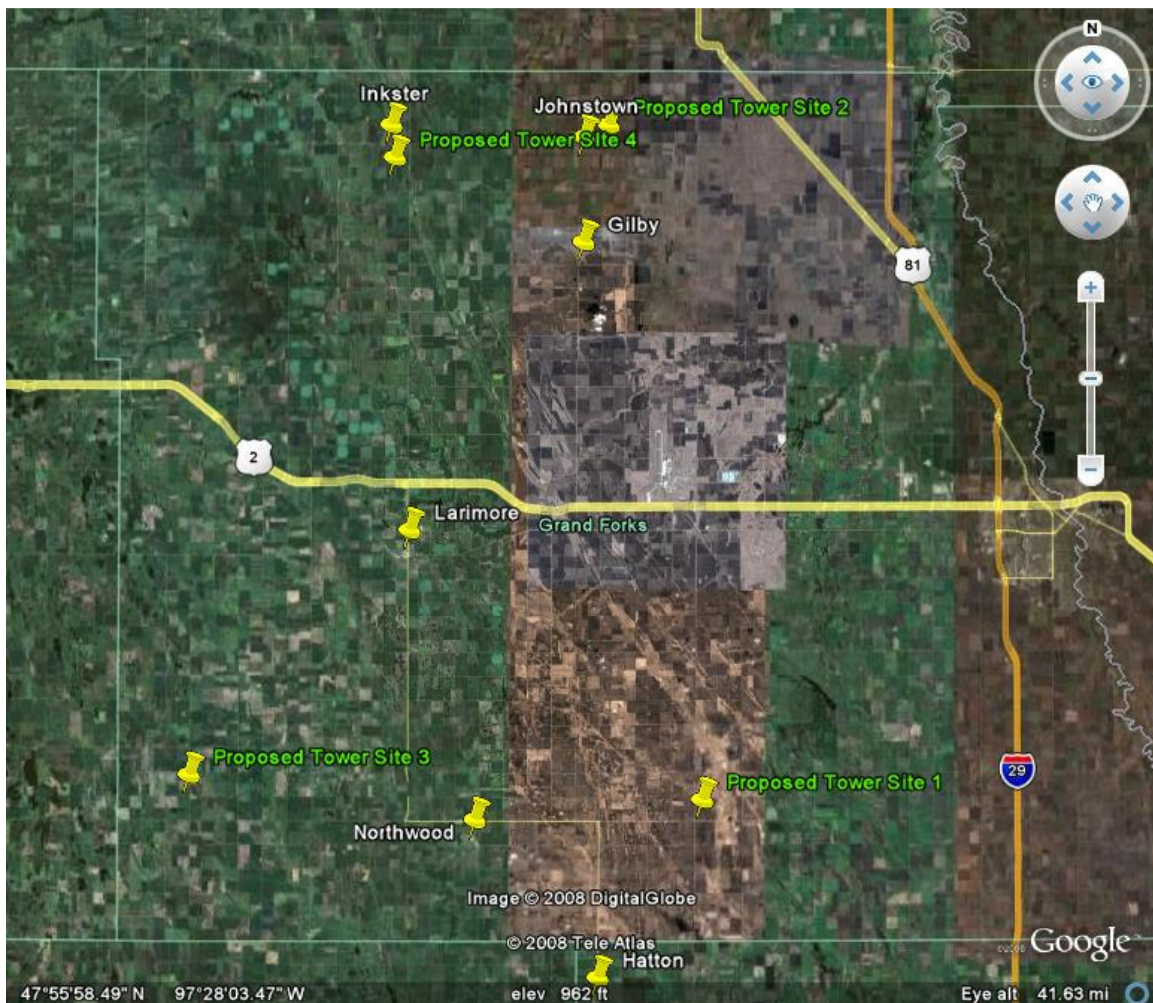 N
Inkster
Johnstown
Proposed Tower Site 2
Proposed Tower SIte 4
Gilby
81
2
Larimore
Grand Forks
Proposed Tower Site 3
Proposed Tower Site 1
29
Northwood
Image © 2008 DigitalGlobe
© 2008 Tele Atlas
Google
Hatton
47°55'58.49" N 97°28'03.47" W elev 962 ft Eye alt 41.63 mi